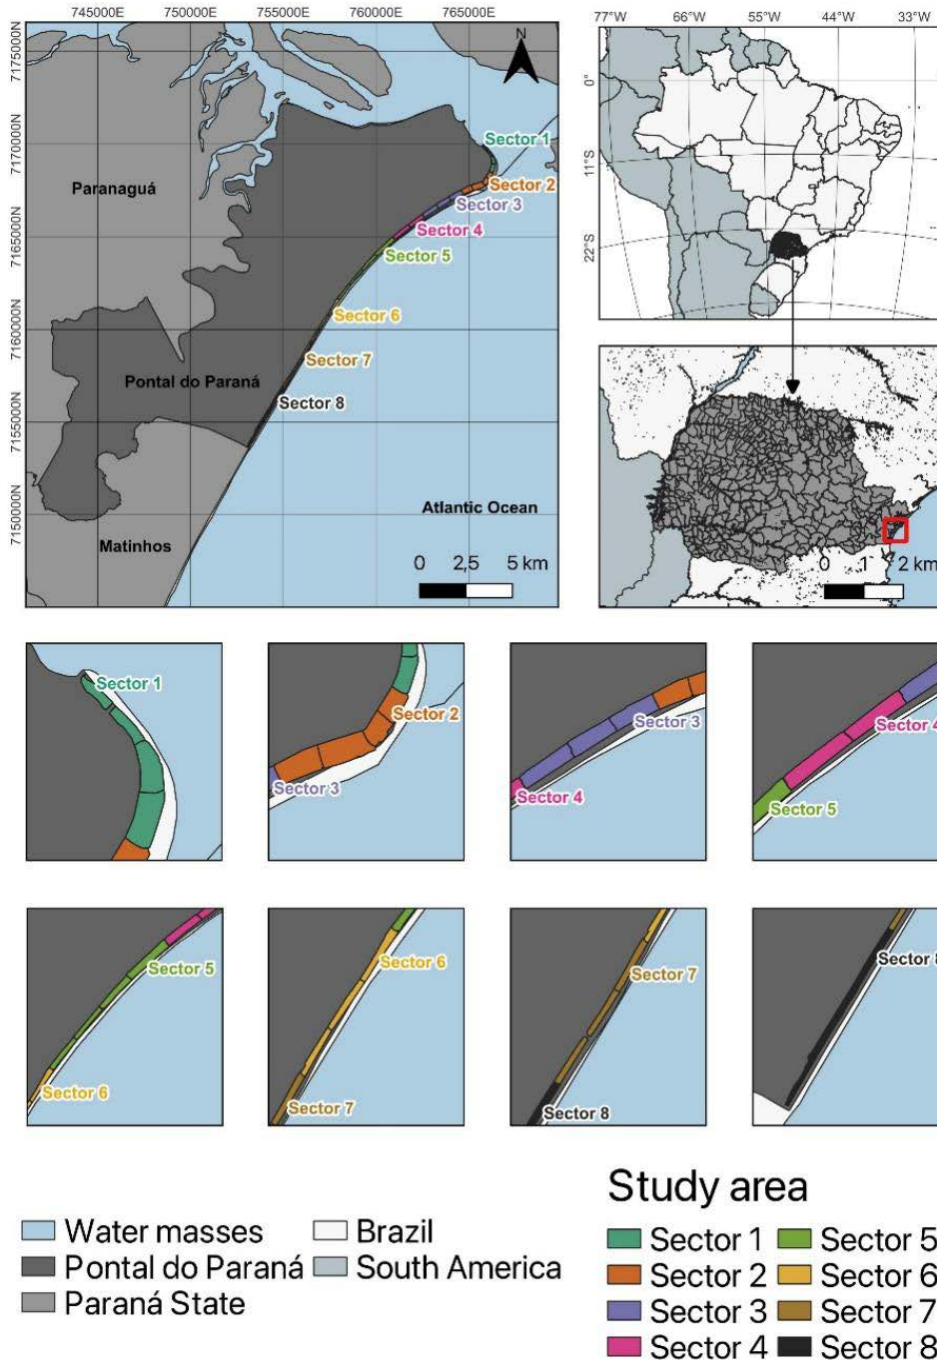 745000E 750000E 755000E 760000E 765000E
77°W 66°W 55°W 44°W 33°W
7175000N
7170000N
7165000N
7160000N
7155000N
7150000N
N
0°
11°S
22°S
Paranaguá
Sector 1
Sector 2
Sector 3
Sector 4
Sector 5
Sector 6
Sector 7
Pontal do Paraná
Sector 8
Atlantic Ocean
Matinhos
0 2,5 5 km
0 1 2 km
Sector 1
Sector 2
Sector 3
Sector 3
Sector 4
Sector 4
Sector 5
Sector 5
Sector 6
Sector 6
Sector 7
Sector 7
Sector 8
Sector 8
Study area
Water masses
Brazil
Pontal do Paraná
South America
Paraná State
Sector 1
Sector 5
Sector 2
Sector 6
Sector 3
Sector 7
Sector 4
Sector 8